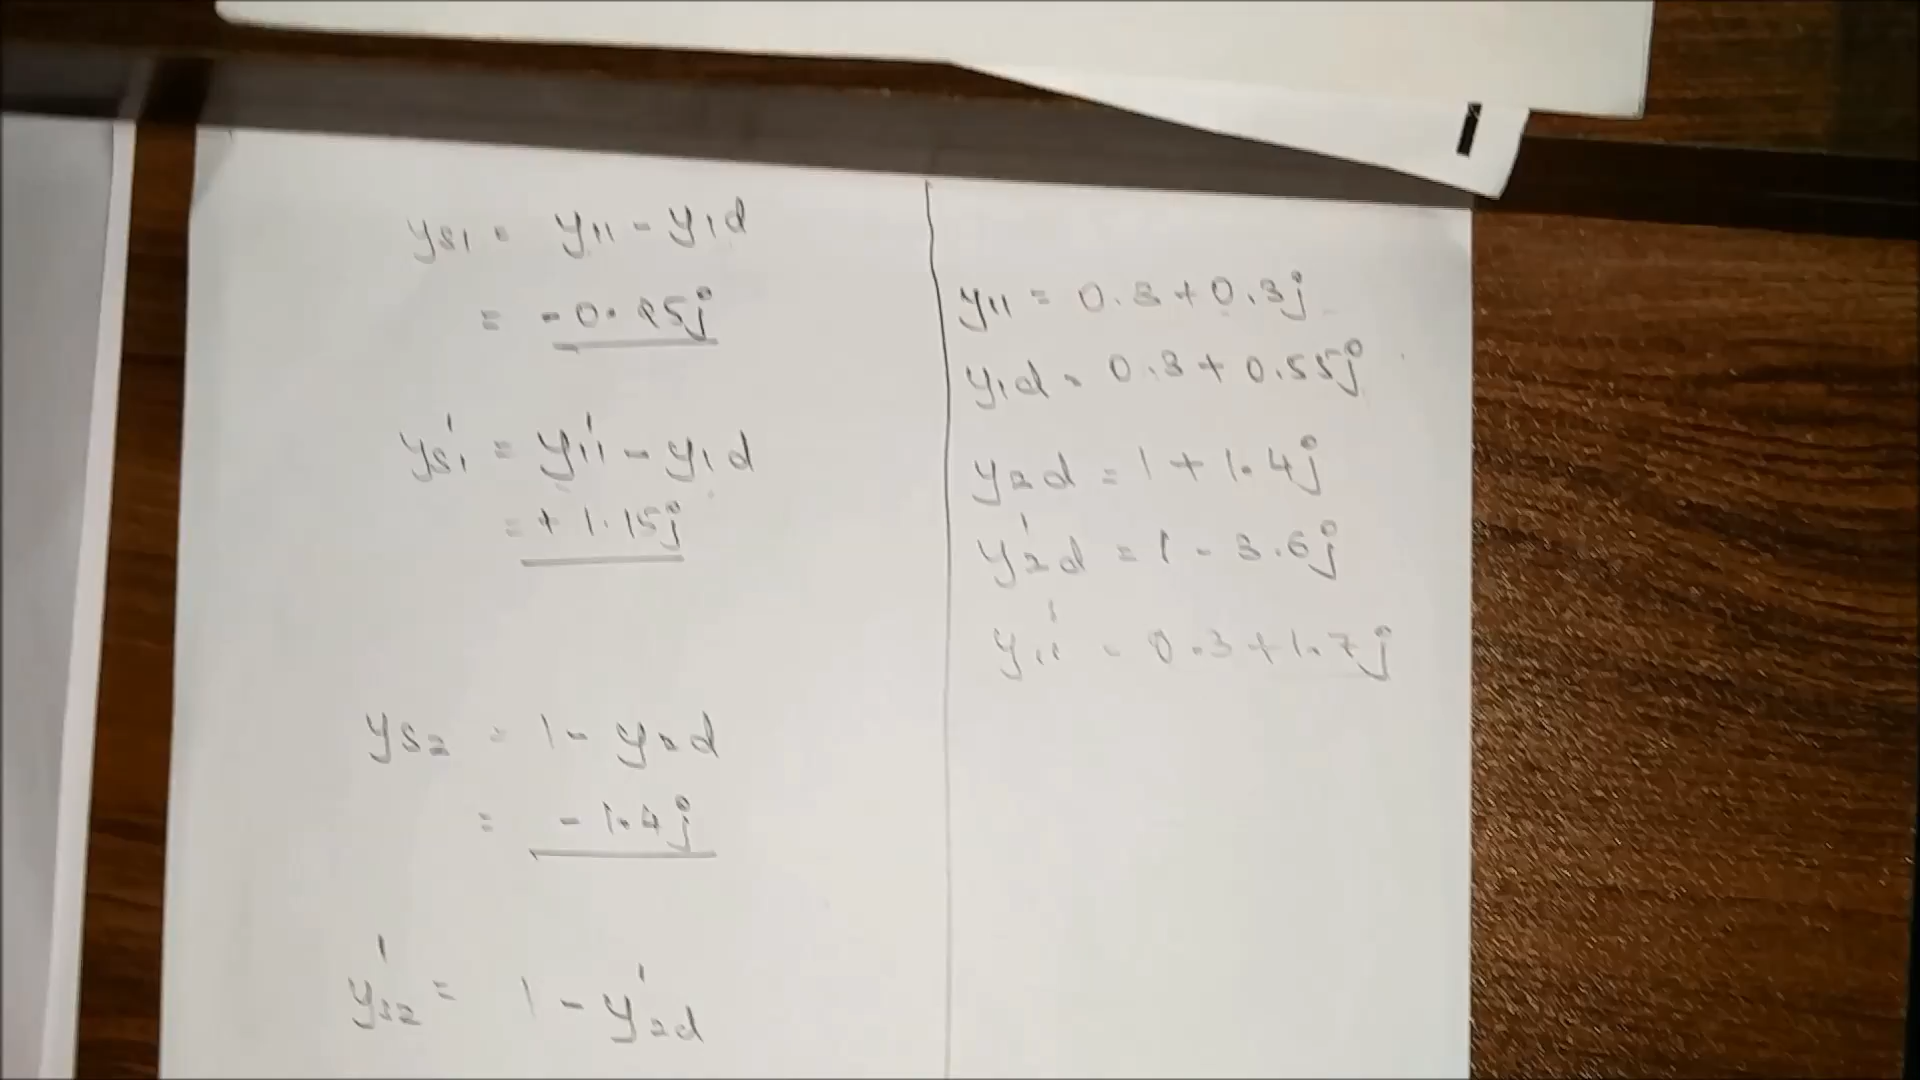 ys1 = y11 - y1d
= -0.25j
y's1 = y'11 - y1d
= +1.15j
ys2 = 1 - y2d
= -1.4j
y's2 = 1 - y'2d
y11 = 0.3 + 0.3j
y1d = 0.3 + 0.55j
y2d = 1 + 1.4j
y'2d = 1 - 3.6j
y'11 = 0.3 + 1.7j